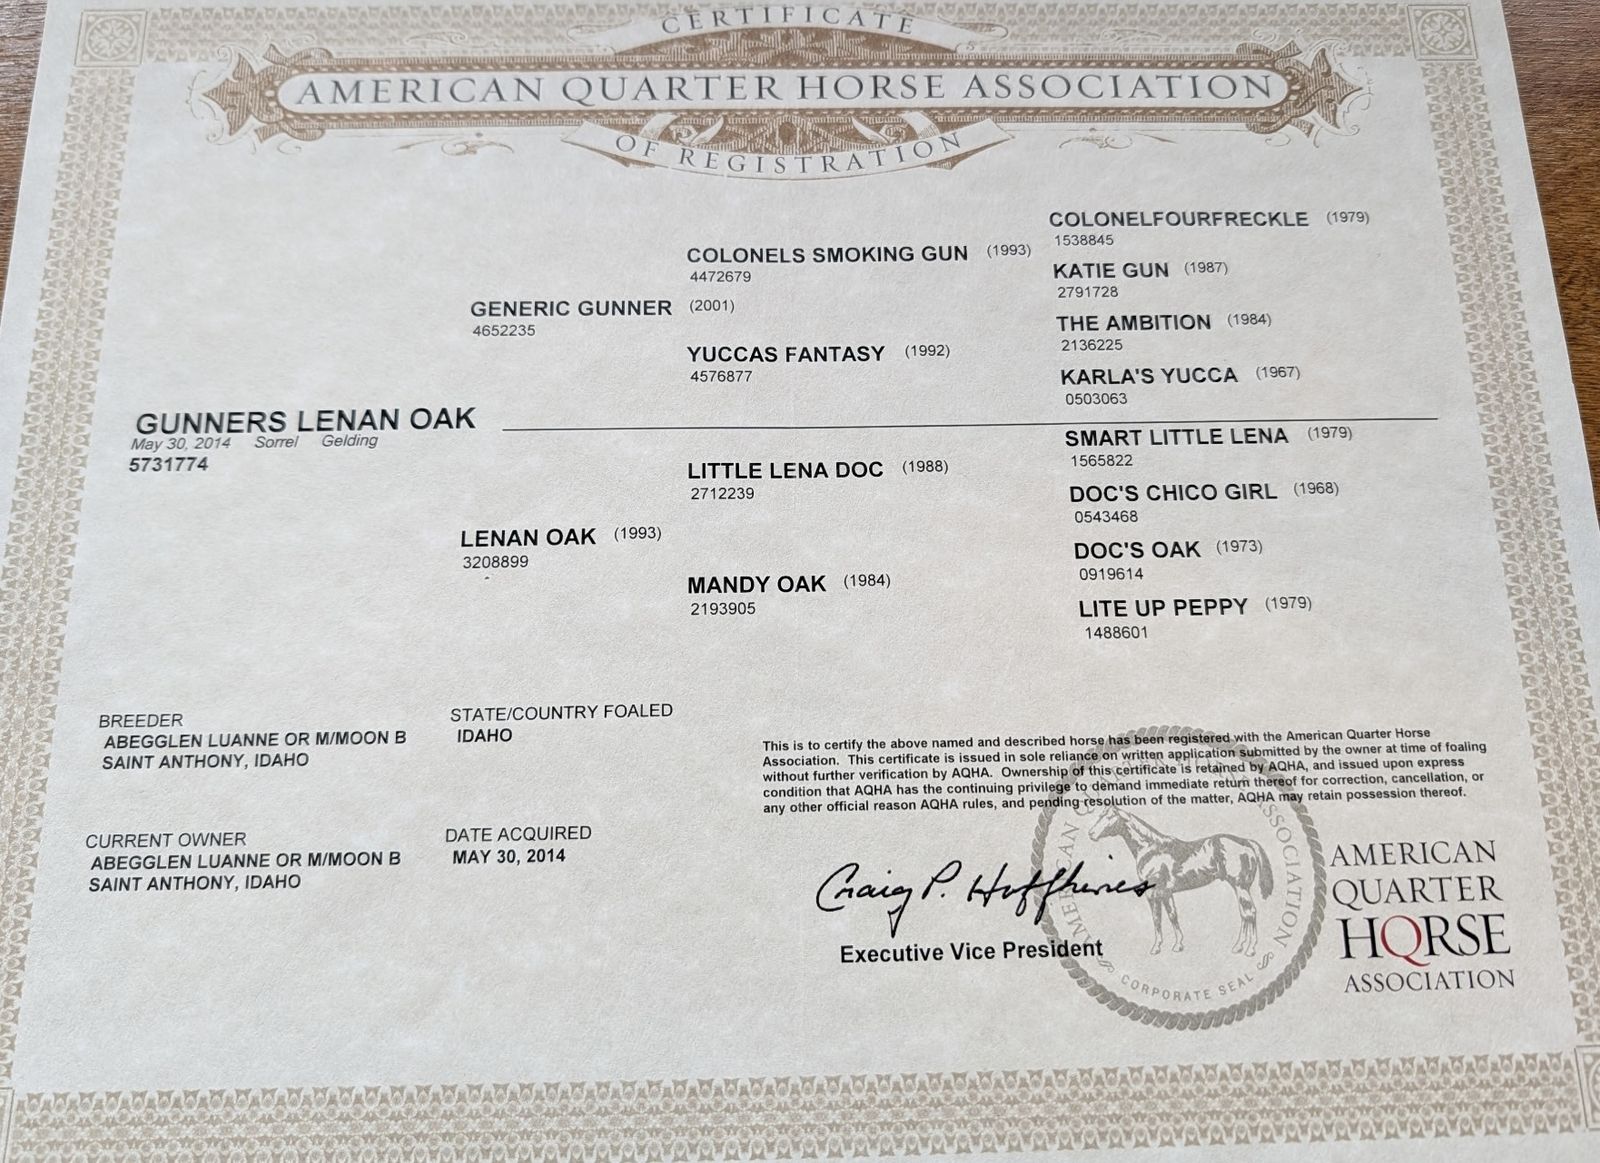 CERTIFICATE
AMERICAN QUARTER HORSE ASSOCIATION
OF REGISTRATION
COLONELFOURFRECKLE (1979)
1538845
COLONELS SMOKING GUN (1993)
4472679
KATIE GUN (1987)
2791728
GENERIC GUNNER (2001)
4652235
THE AMBITION (1984)
2136225
YUCCAS FANTASY (1992)
4576877
KARLA'S YUCCA (1967)
0503063
GUNNERS LENAN OAK
May 30, 2014 Sorrel Gelding
5731774
SMART LITTLE LENA (1979)
1565822
LITTLE LENA DOC (1988)
2712239
DOC'S CHICO GIRL (1968)
0543468
LENAN OAK (1993)
3208899
DOC'S OAK (1973)
0919614
MANDY OAK (1984)
2193905
LITE UP PEPPY (1979)
1488601
BREEDER
ABEGGLEN LUANNE OR M/MOON B
SAINT ANTHONY, IDAHO
STATE/COUNTRY FOALED
IDAHO
CURRENT OWNER
ABEGGLEN LUANNE OR M/MOON B
SAINT ANTHONY, IDAHO
DATE ACQUIRED
MAY 30, 2014
This is to certify the above named and described horse has been registered with the American Quarter Horse
Association. This certificate is issued in sole reliance on written application submitted by the owner at time of foaling
without further verification by AQHA. Ownership of this certificate is retained by AQHA, and issued upon express
condition that AQHA has the continuing privilege to demand immediate return thereof for correction, cancellation, or
any other official reason AQHA rules, and pending resolution of the matter, AQHA may retain possession thereof.
Craig P. Huffhines
Executive Vice President
AMERICAN QUARTER HORSE ASSOCIATION
CORPORATE SEAL
AMERICAN
QUARTER
HORSE
ASSOCIATION